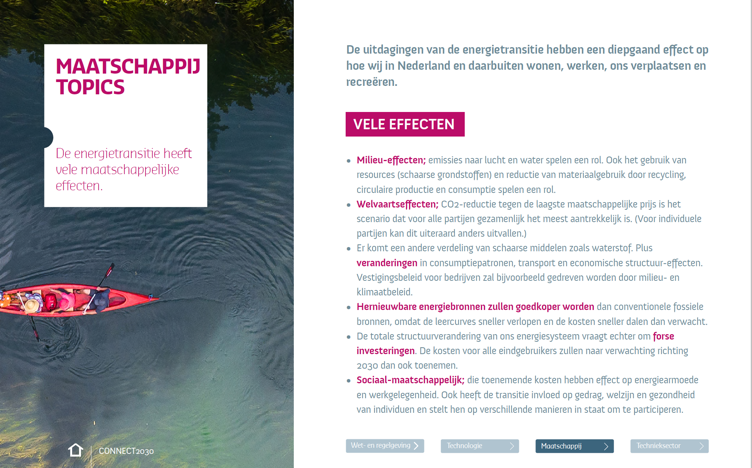 MAATSCHAPPIJ
TOPICS
De energietransitie heeft
vele maatschappelijke
effecten.
CONNECT2030
De uitdagingen van de energietransitie hebben een diepgaand effect op
hoe wij in Nederland en daarbuiten wonen, werken, ons verplaatsen en
recreëren.
VELE EFFECTEN
• Milieu-effecten; emissies naar lucht en water spelen een rol. Ook het gebruik van
resources (schaarse grondstoffen) en reductie van materiaalgebruik door recycling,
circulaire productie en consumptie spelen een rol.
• Welvaartseffecten; CO2-reductie tegen de laagste maatschappelijke prijs is het
scenario dat voor alle partijen gezamenlijk het meest aantrekkelijk is. (Voor individuele
partijen kan dit uiteraard anders uitvallen.)
• Er komt een andere verdeling van schaarse middelen zoals waterstof. Plus
veranderingen in consumptiepatronen, transport en economische structuur-effecten.
Vestigingsbeleid voor bedrijven zal bijvoorbeeld gedreven worden door milieu- en
klimaatbeleid.
• Hernieuwbare energiebronnen zullen goedkoper worden dan conventionele fossiele
bronnen, omdat de leercurves sneller verlopen en de kosten sneller dalen dan verwacht.
• De totale structuurverandering van ons energiesysteem vraagt echter om forse
investeringen. De kosten voor alle eindgebruikers zullen naar verwachting richting
2030 dan ook toenemen.
• Sociaal-maatschappelijk; die toenemende kosten hebben effect op energiearmoede
en werkgelegenheid. Ook heeft de transitie invloed op gedrag, welzijn en gezondheid
van individuen en stelt hen op verschillende manieren in staat om te participeren.
Wet- en regelgeving
Technologie
Maatschappij
Technieksector